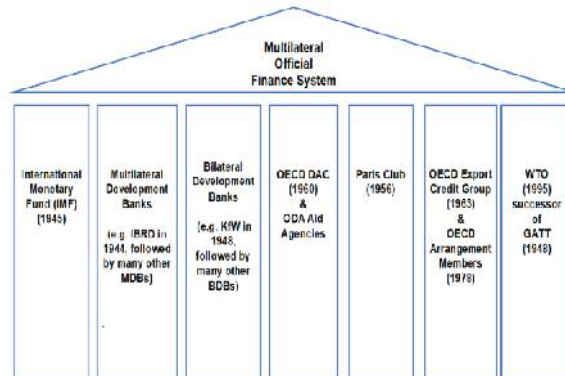 Multilateral
Official
Finance System
International
Monetary
Fund (IMF)
(1945)
Multilateral
Development
Banks
(e.g. IBRD in
1944, followed
by many other
MDBs)
Bilateral
Development
Banks
(e.g. KfW in
1948,
followed by
many other
BDBs)
OECD DAC
(1960)
&
ODA Aid
Agencies
Paris Club
(1956)
OECD Export
Credit Group
(1963)
&
OECD
Arrangement
Members
(1978)
WTO
(1995)
successor
of
GATT
(1948)